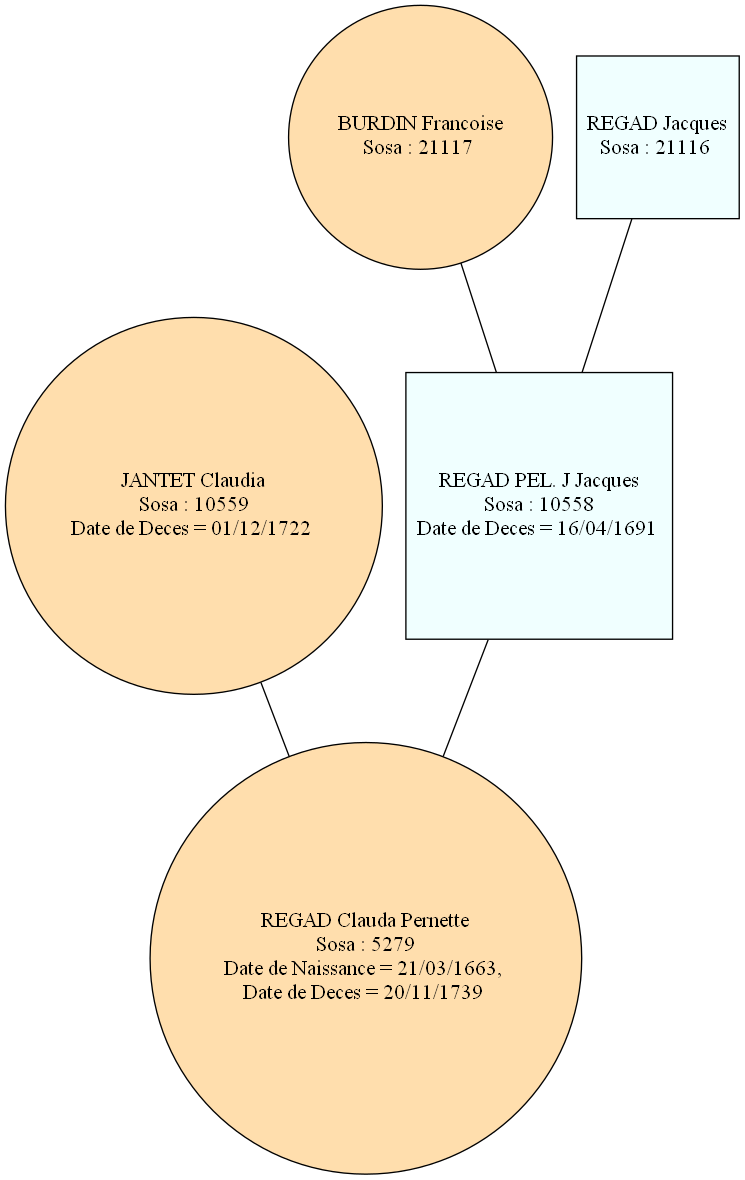 BURDIN Francoise
Sosa : 21117
REGAD Jacques
Sosa : 21116
JANTET Claudia
Sosa : 10559
Date de Deces = 01/12/1722
REGAD PEL. J Jacques
Sosa : 10558
Date de Deces = 16/04/1691
REGAD Clauda Pernette
Sosa : 5279
Date de Naissance = 21/03/1663,
Date de Deces = 20/11/1739